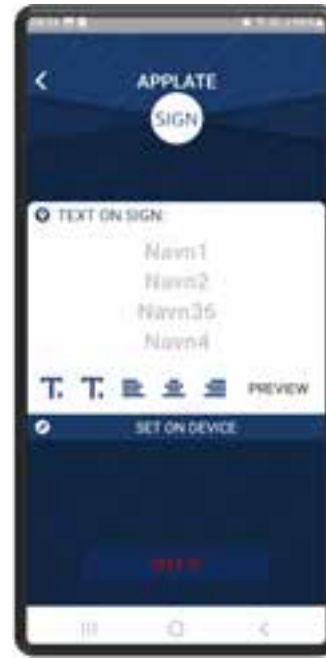 APPLATE
SIGN
TEXT ON SIGN:
Navn1
Navn2
Navn36
Navn4
T. T. PREVIEW
SET ON DEVICE